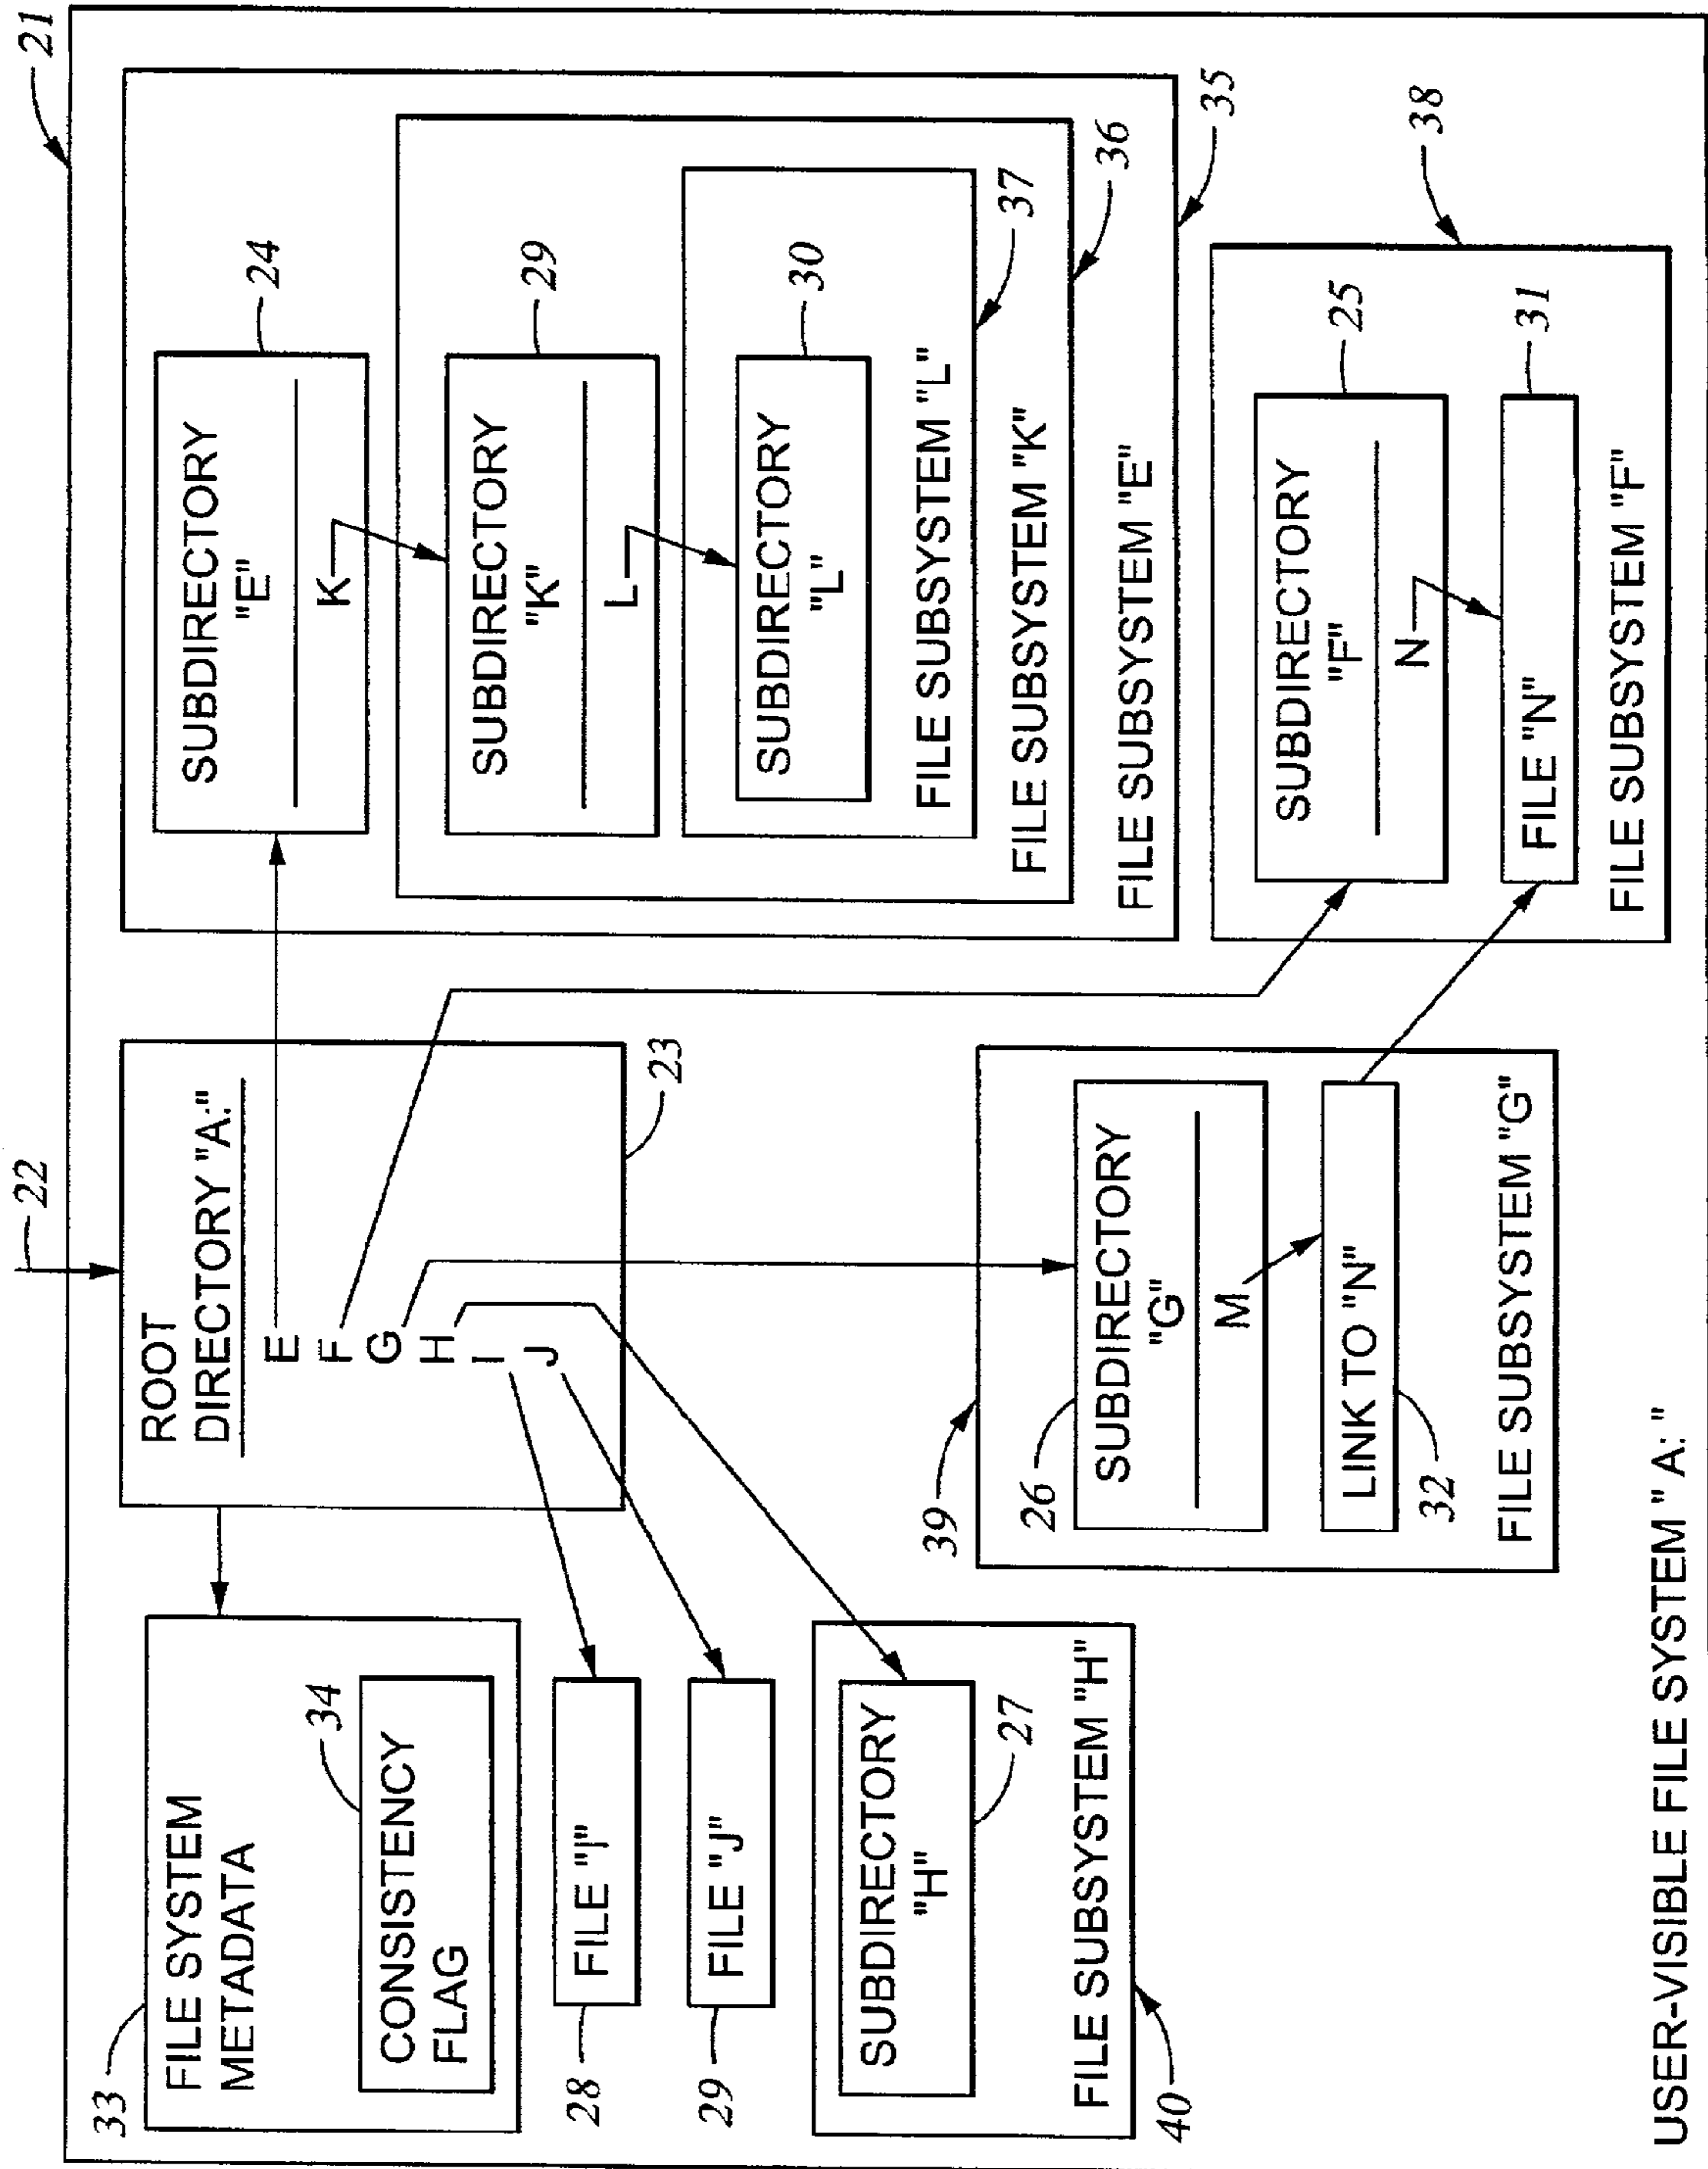 22
21
33
FILE SYSTEM
METADATA
34
CONSISTENCY
FLAG
28
FILE "I"
29
FILE "J"
SUBDIRECTORY
"H"
27
FILE SUBSYSTEM "H"
40
ROOT
DIRECTORY "A:"
E
F
G
H
I
J
23
39
26
SUBDIRECTORY
"G"
M
LINK TO "N"
32
FILE SUBSYSTEM "G"
SUBDIRECTORY
"E"
K
24
SUBDIRECTORY
"K"
L
29
SUBDIRECTORY
"L"
30
FILE SUBSYSTEM "L"
37
FILE SUBSYSTEM "K"
36
FILE SUBSYSTEM "E"
35
38
SUBDIRECTORY
"F"
N
25
FILE "N"
31
FILE SUBSYSTEM "F"
USER-VISIBLE FILE SYSTEM " A: "